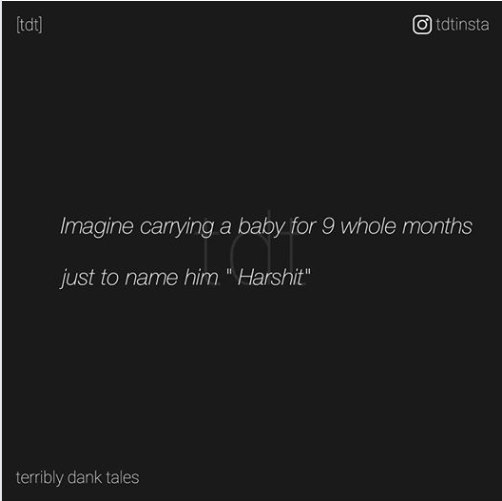 [tdt]
tdtinsta
Imagine carrying a baby for 9 whole months
just to name him " Harshit"
tdt
terribly dank tales